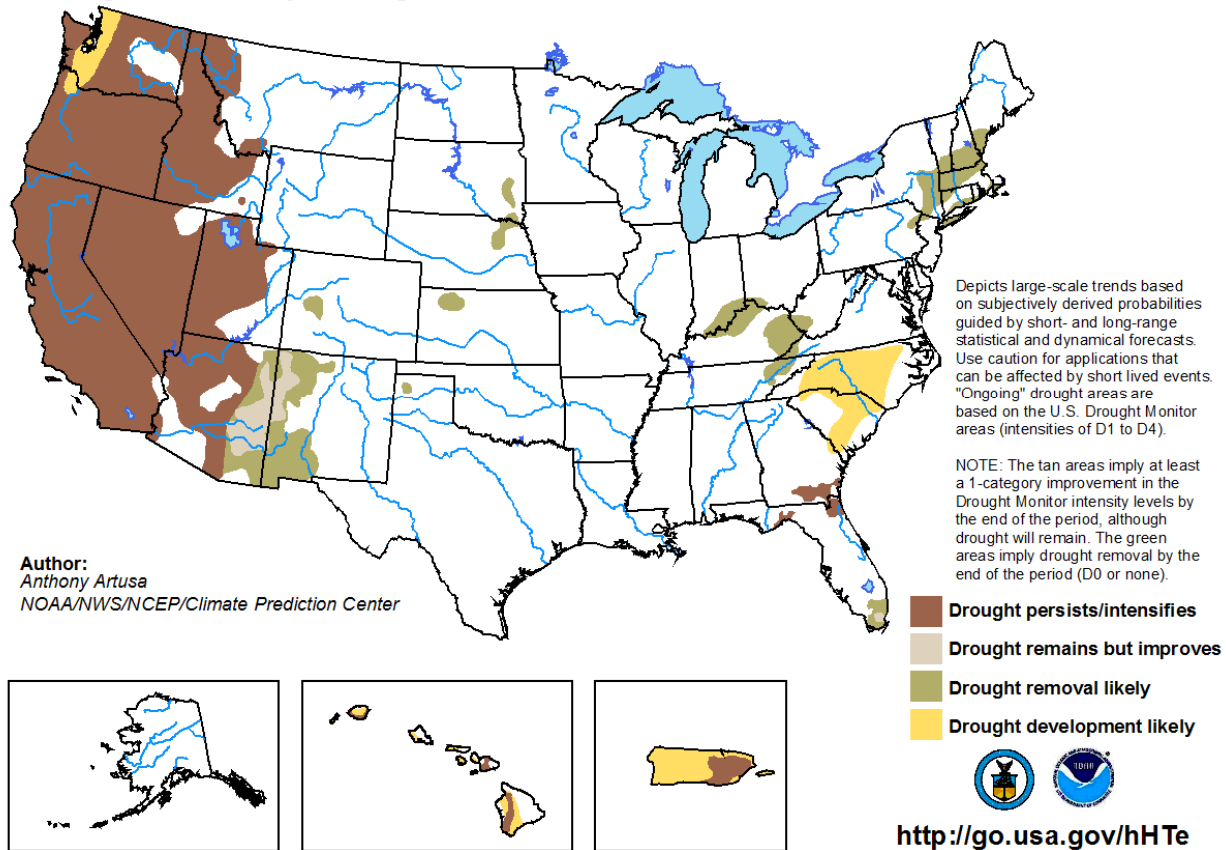 Depicts large-scale trends based
on subjectively derived probabilities
guided by short- and long-range
statistical and dynamical forecasts.
Use caution for applications that
can be affected by short lived events.
"Ongoing" drought areas are
based on the U.S. Drought Monitor
areas (intensities of D1 to D4).
NOTE: The tan areas imply at least
a 1-category improvement in the
Drought Monitor intensity levels by
the end of the period, although
drought will remain. The green
areas imply drought removal by the
end of the period (D0 or none).
Author:
Anthony Artusa
NOAA/NWS/NCEP/Climate Prediction Center
Drought persists/intensifies
Drought remains but improves
Drought removal likely
Drought development likely
http://go.usa.gov/hHTe